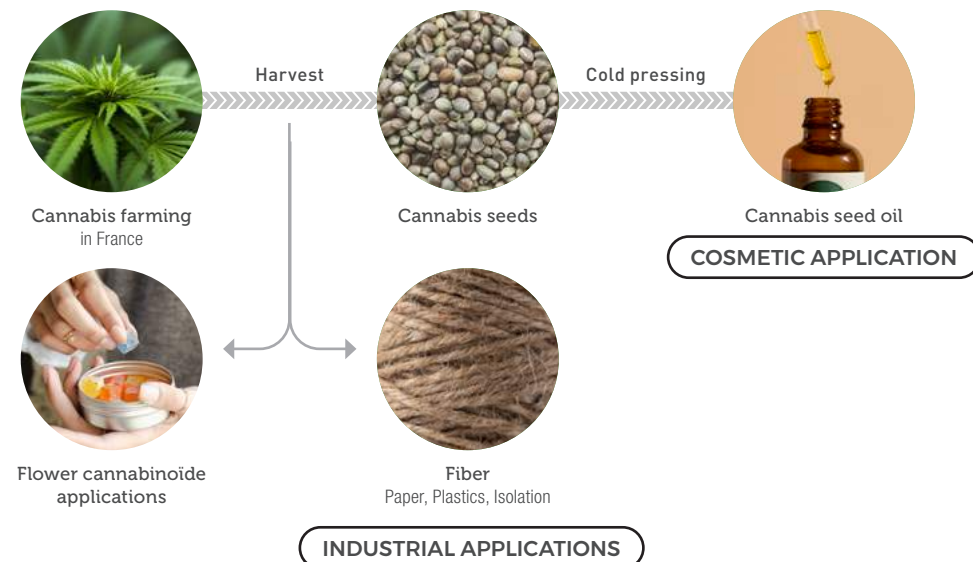 Harvest
Cold pressing
Cannabis farming
in France
Cannabis seeds
Cannabis seed oil
COSMETIC APPLICATION
Flower cannabinoïde
applications
Fiber
Paper, Plastics, Isolation
INDUSTRIAL APPLICATIONS